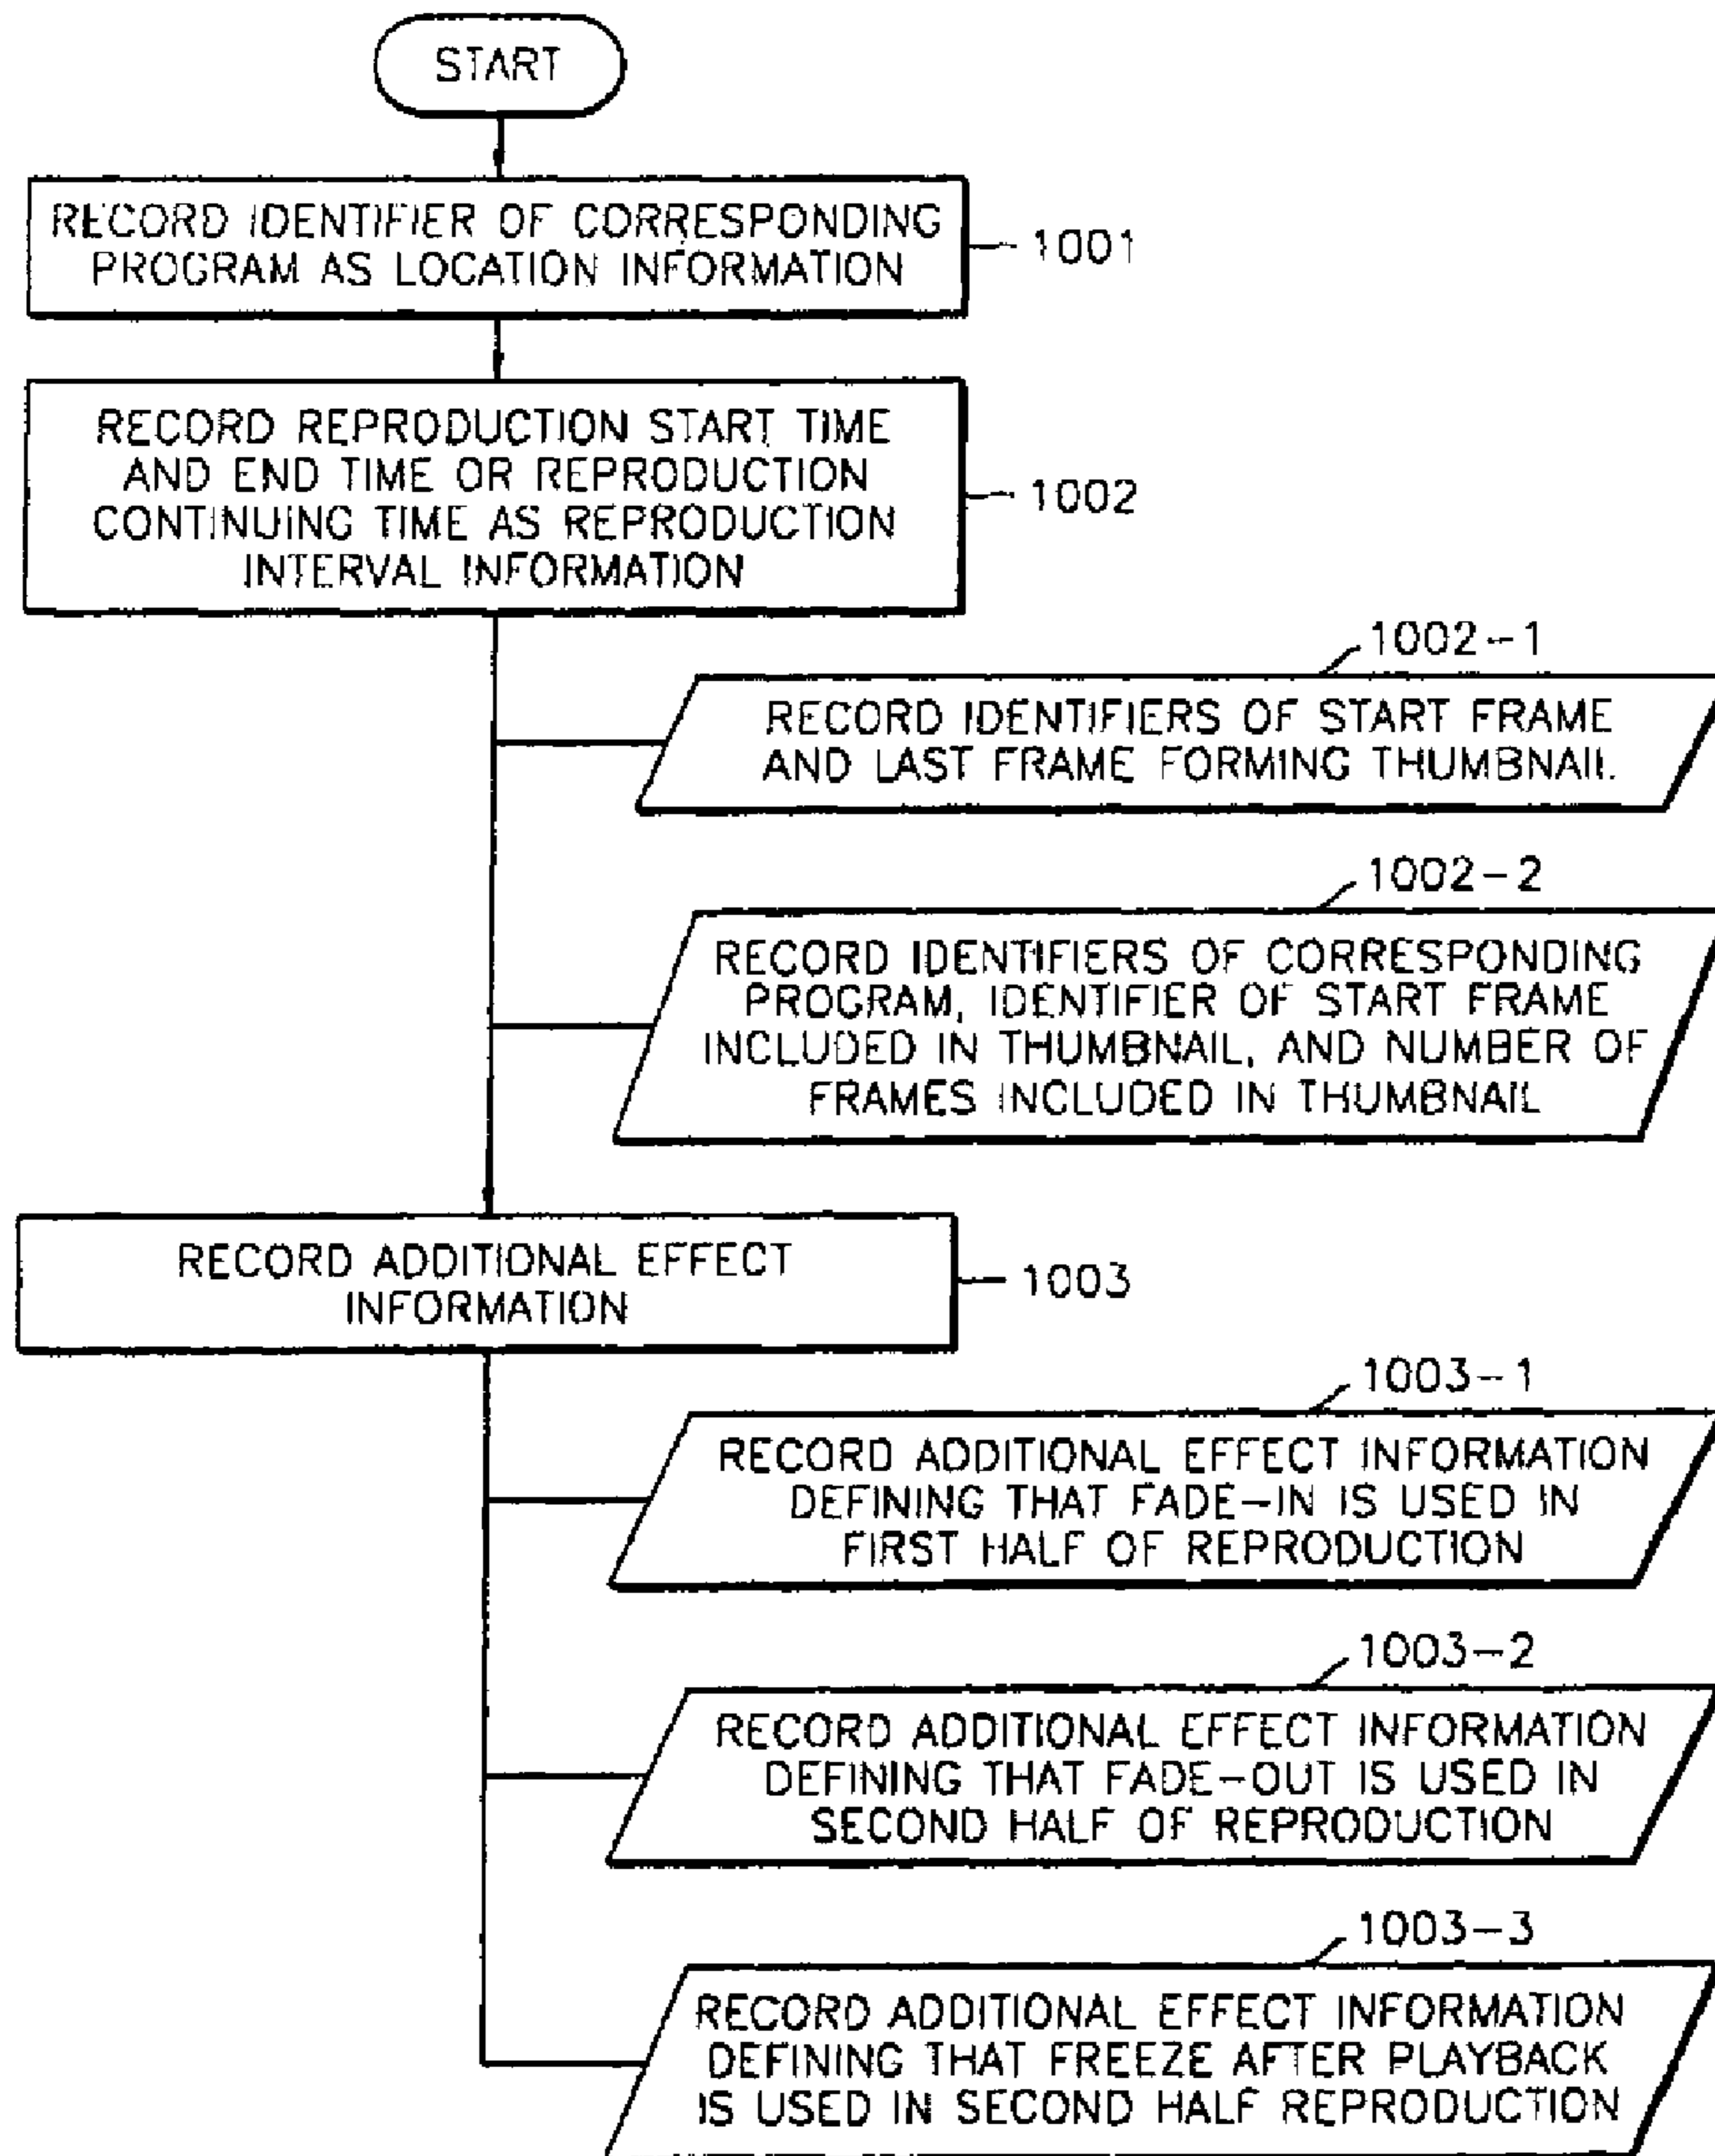 START
RECORD IDENTIFIER OF CORRESPONDING
PROGRAM AS LOCATION INFORMATION
1001
RECORD REPRODUCTION START TIME
AND END TIME OR REPRODUCTION
CONTINUING TIME AS REPRODUCTION
INTERVAL INFORMATION
1002
1002-1
RECORD IDENTIFIERS OF START FRAME
AND LAST FRAME FORMING THUMBNAIL
1002-2
RECORD IDENTIFIERS OF CORRESPONDING
PROGRAM, IDENTIFIER OF START FRAME
INCLUDED IN THUMBNAIL, AND NUMBER OF
FRAMES INCLUDED IN THUMBNAIL
RECORD ADDITIONAL EFFECT
INFORMATION
1003
1003-1
RECORD ADDITIONAL EFFECT INFORMATION
DEFINING THAT FADE-IN IS USED IN
FIRST HALF OF REPRODUCTION
1003-2
RECORD ADDITIONAL EFFECT INFORMATION
DEFINING THAT FADE-OUT IS USED IN
SECOND HALF OF REPRODUCTION
1003-3
RECORD ADDITIONAL EFFECT INFORMATION
DEFINING THAT FREEZE AFTER PLAYBACK
IS USED IN SECOND HALF REPRODUCTION